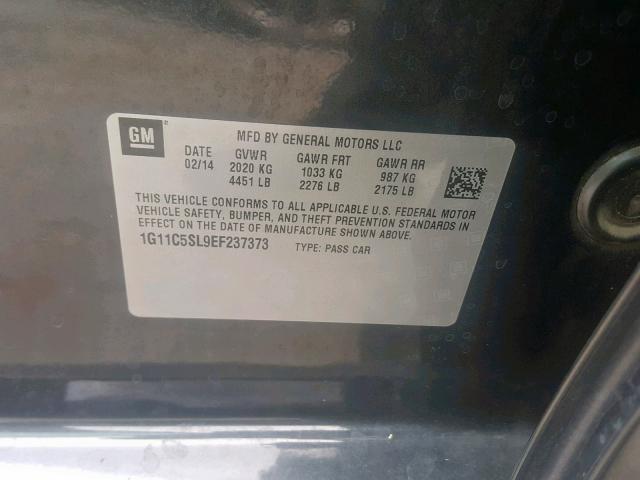 GM
MFD BY GENERAL MOTORS LLC
DATE GVWR GAWR FRT GAWR RR
02/14 2020 KG 1033 KG 987 KG
4451 LB 2276 LB 2175 LB
THIS VEHICLE CONFORMS TO ALL APPLICABLE U.S. FEDERAL MOTOR
VEHICLE SAFETY, BUMPER, AND THEFT PREVENTION STANDARDS IN
EFFECT ON THE DATE OF MANUFACTURE SHOWN ABOVE.
1G11C5SL9EF237373 TYPE: PASS CAR